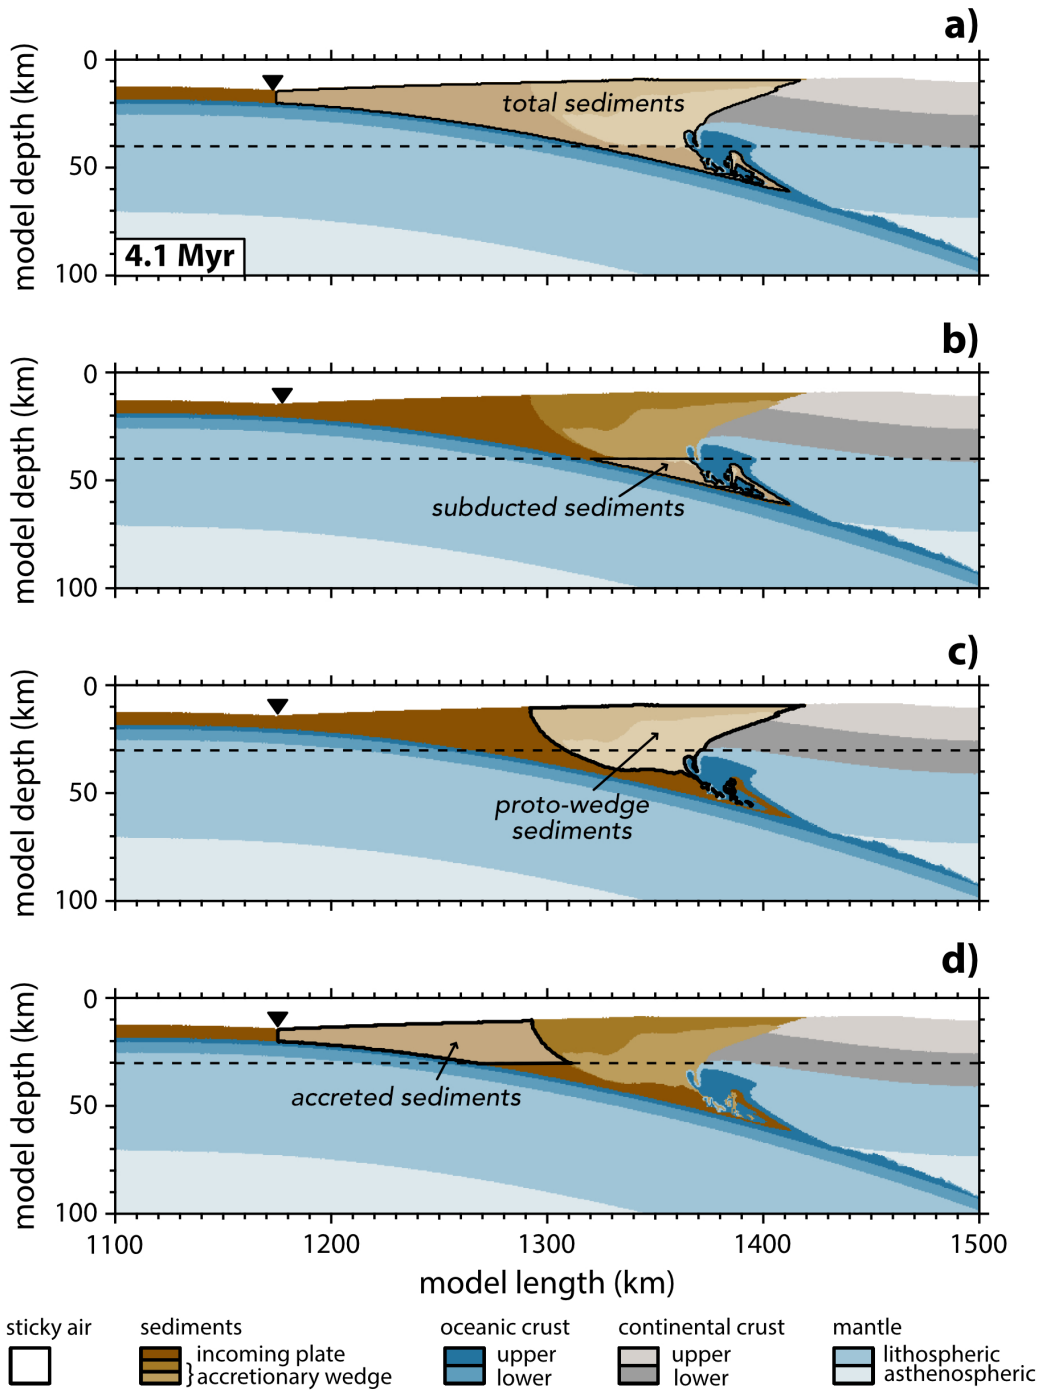 a)
0
50
100
model depth (km)
total sediments
4.1 Myr
b)
0
50
100
model depth (km)
subducted sediments
c)
0
50
100
model depth (km)
proto-wedge
sediments
d)
0
50
100
model depth (km)
accreted sediments
1100 1200 1300 1400 1500
model length (km)
sticky air sediments oceanic crust continental crust mantle
incoming plate upper upper lithospheric
}accretionary wedge lower lower asthenospheric